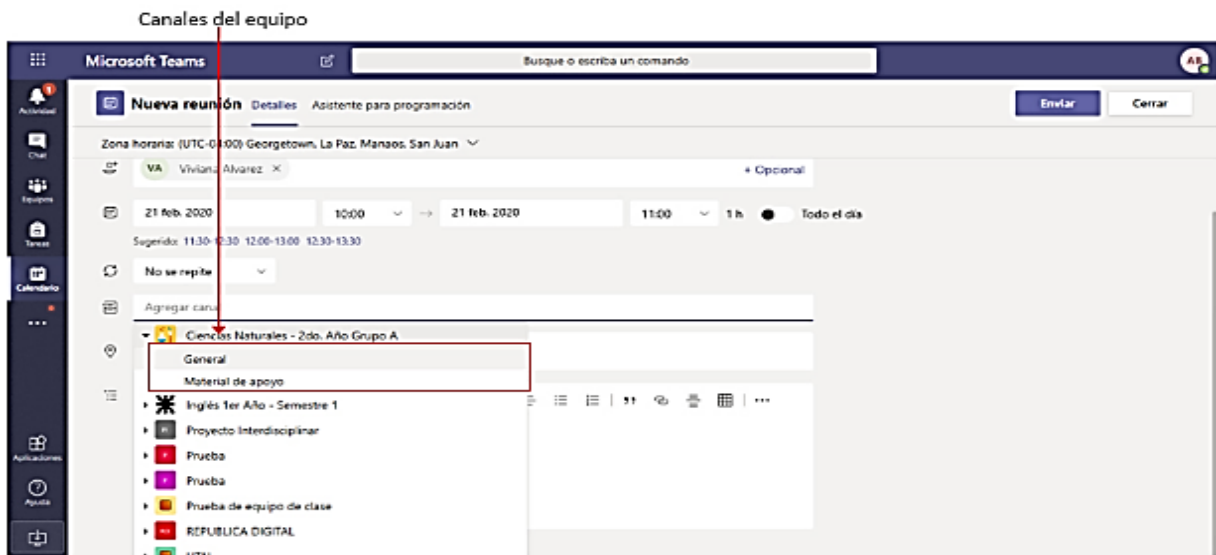 Canales del equipo
Microsoft Teams
Busque o escriba un comando
AB
1
Actividad
Nueva reunión Detalles Asistente para programación
Enviar
Cerrar
Chat
Zona horaria: (UTC-04:00) Georgetown, La Paz, Manaos, San Juan
VA Viviana Alvarez ×
+ Opcional
Equipos
21 feb. 2020 10:00 → 21 feb. 2020 11:00 1 h Todo el día
Tareas
Sugerido: 11:30-12:30 12:00-13:00 12:30-13:30
No se repite
Calendario
Agregar canal
Ciencias Naturales - 2do. Año Grupo A
General
Material de apoyo
Inglés 1er Año - Semestre 1
Proyecto Interdisciplinar
Prueba
Aplicaciones
Prueba
Prueba de equipo de clase
Ayuda
REPUBLICA DIGITAL